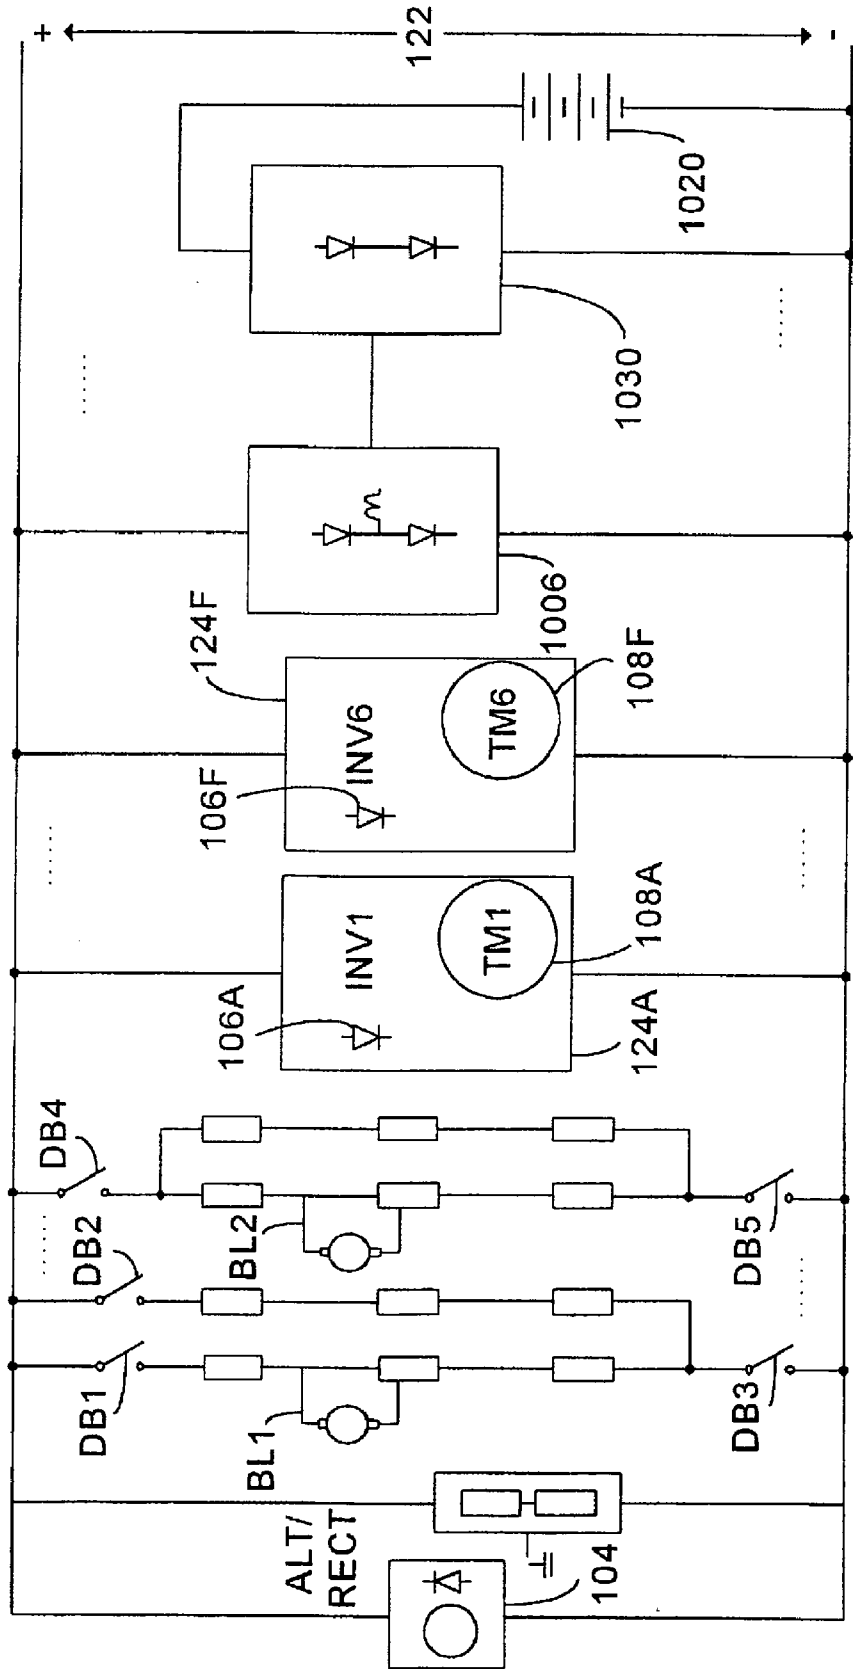 +
122
-
1020
1030
1006
124F
106F
INV6
TM6
108F
106A
INV1
TM1
108A
124A
DB4
DB2
DB1
BL2
BL1
DB5
DB3
ALT/
RECT
104